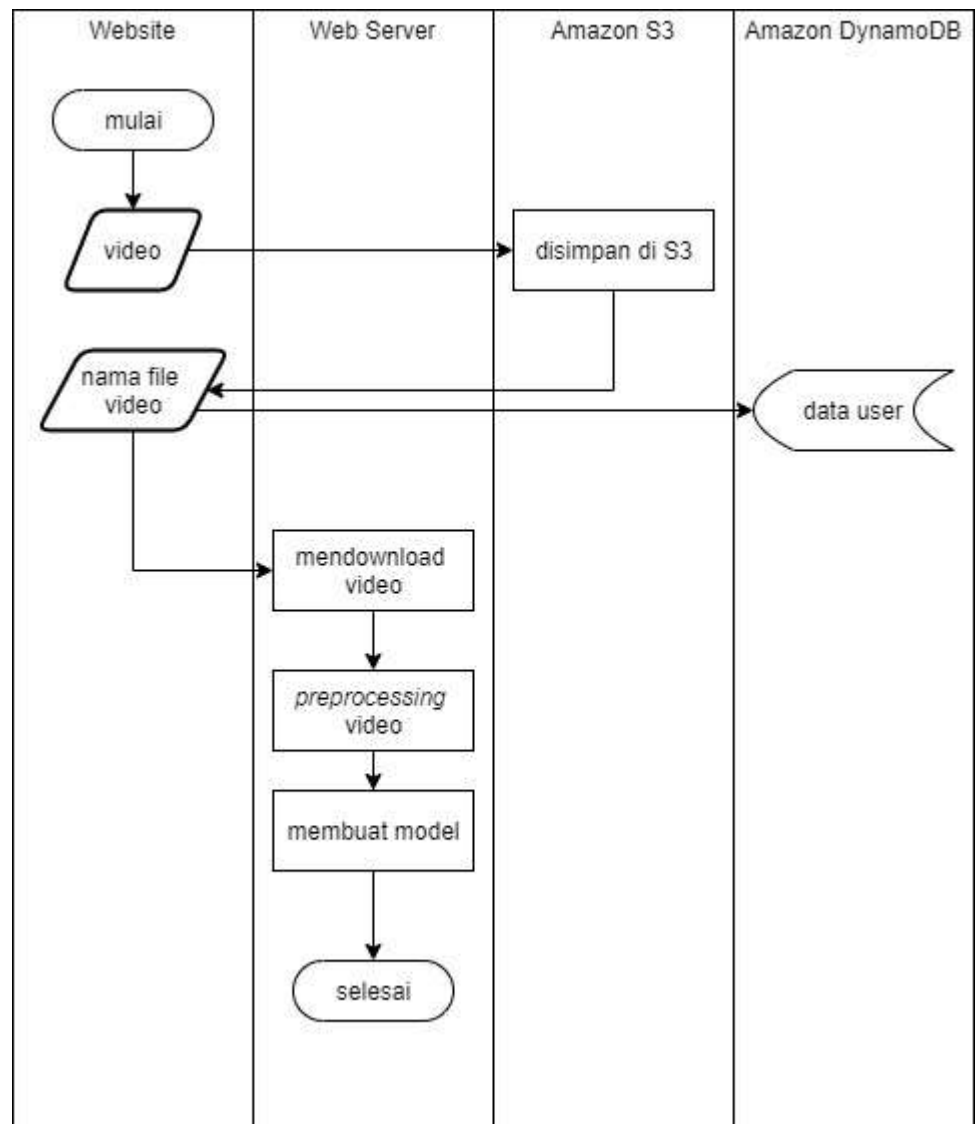 Website
Web Server
Amazon S3
Amazon DynamoDB
mulai
video
disimpan di S3
nama file
video
data user
mendownload
video
preprocessing
video
membuat model
selesai